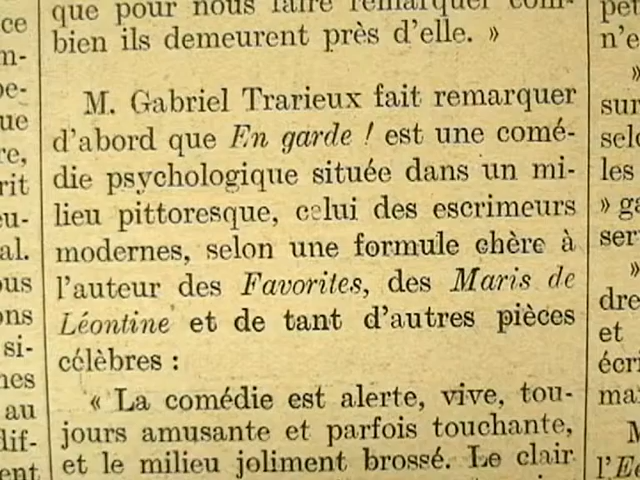 que pour nous faire remarquer com-
bien ils demeurent près d'elle. »
M. Gabriel Trarieux fait remarquer
d'abord que En garde ! est une comé-
die psychologique située dans un mi-
lieu pittoresque, celui des escrimeurs
modernes, selon une formule chère à
l'auteur des Favorites, des Maris de
Léontine et de tant d'autres pièces
célèbres :
« La comédie est alerte, vive, tou-
jours amusante et parfois touchante,
et le milieu joliment brossé. Le clair